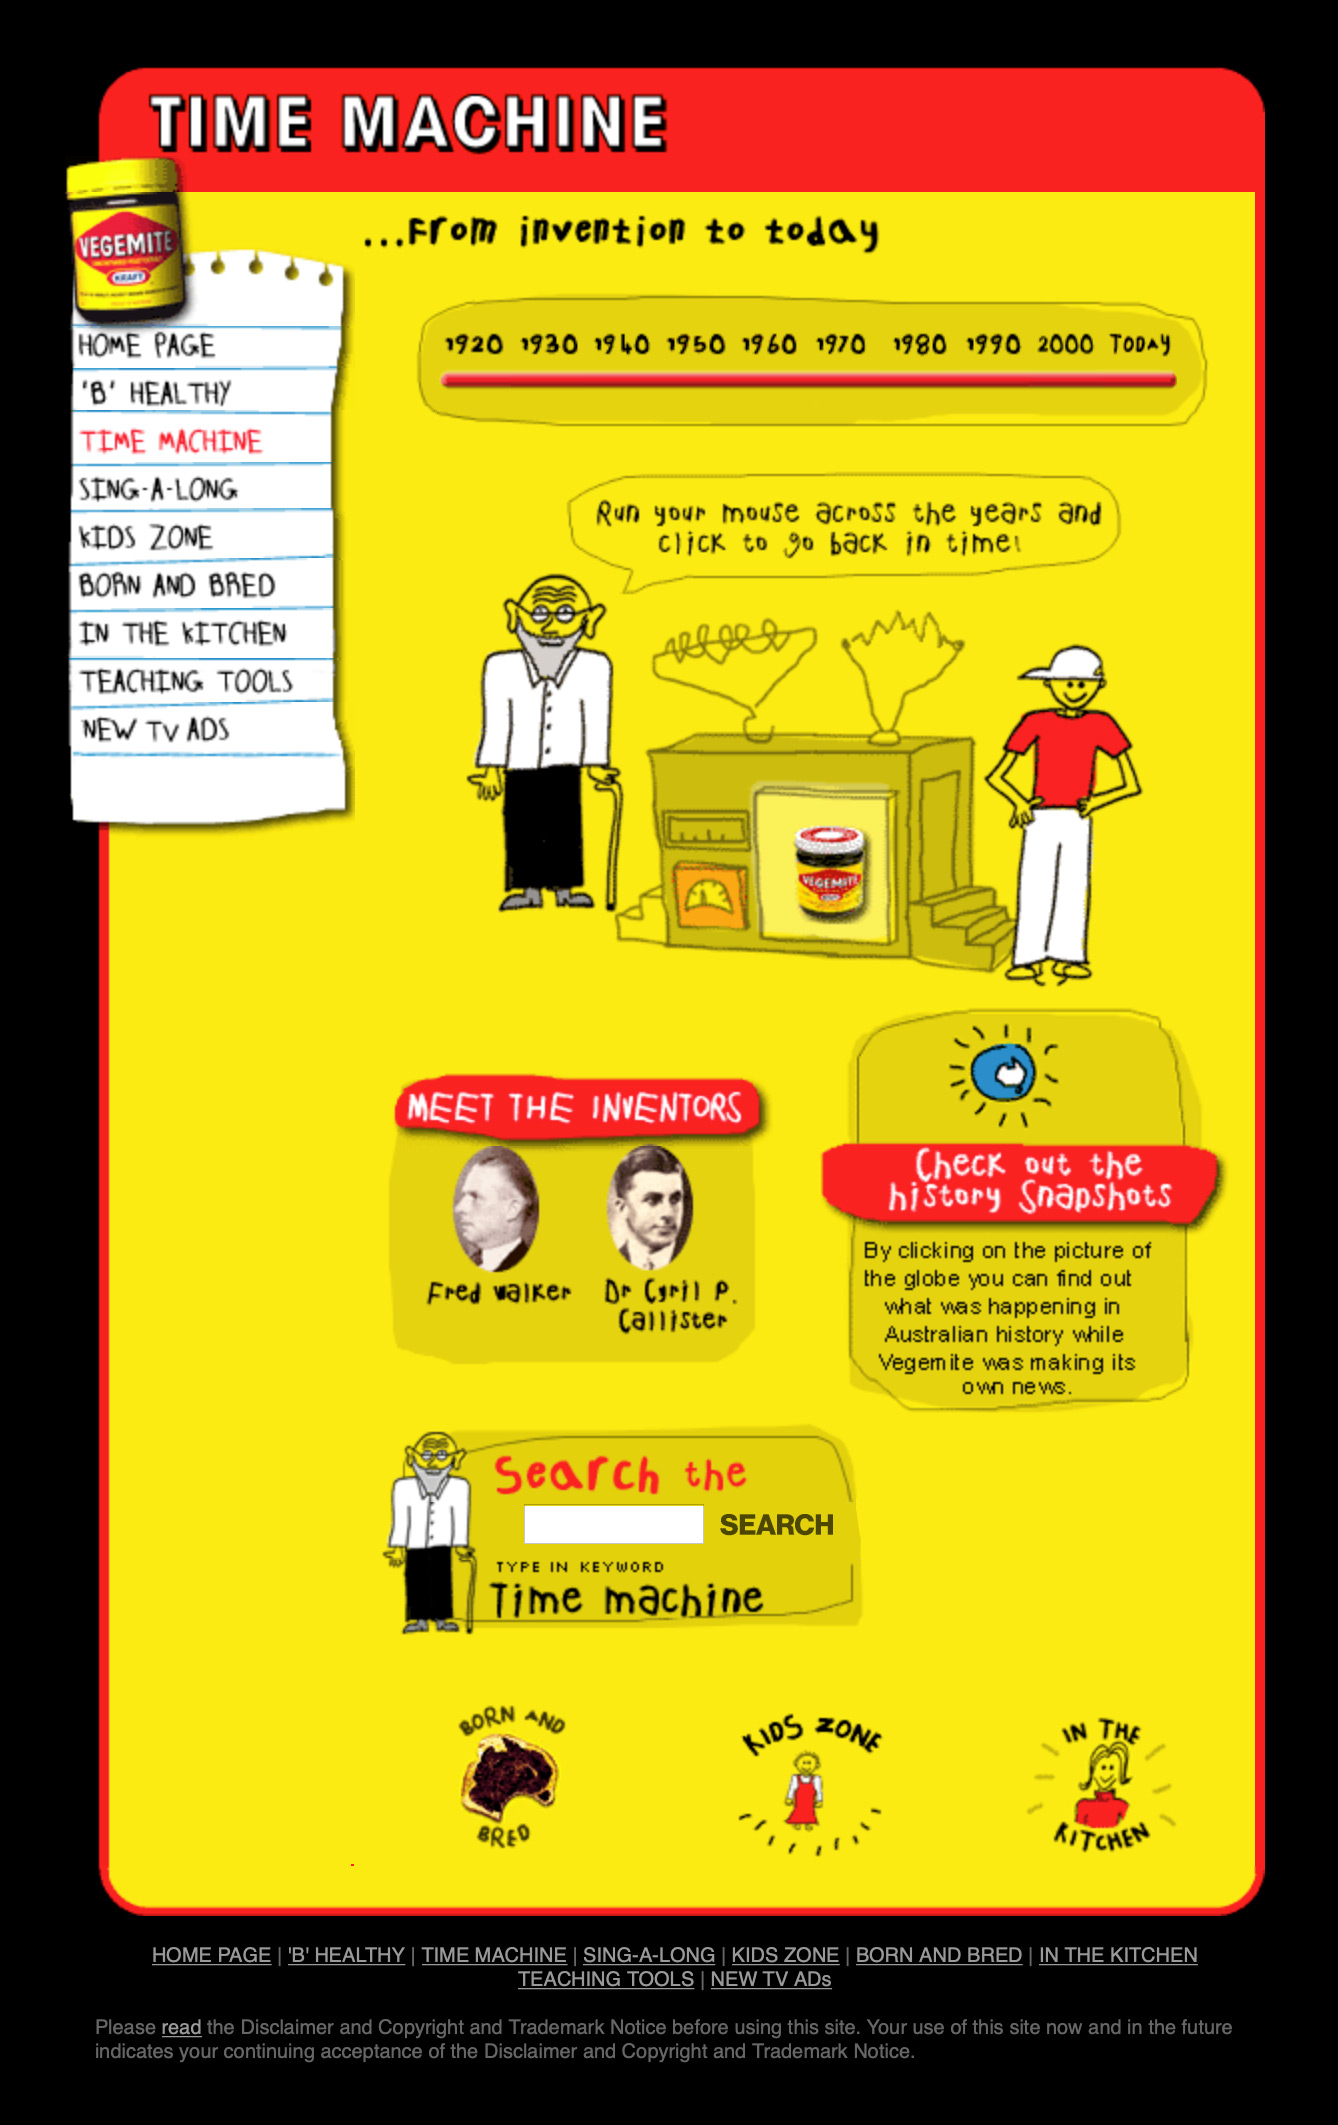 TIME MACHINE
VEGEMITE
KRAFT
...From invention to today
HOME PAGE
'B' HEALTHY
TIME MACHINE
SING-A-LONG
KIDS ZONE
BORN AND BRED
IN THE KITCHEN
TEACHING TOOLS
NEW TV ADS
1920 1930 1940 1950 1960 1970 1980 1990 2000 TODAY
Run your mouse across the years and
click to go back in time!
VEGEMITE
MEET THE INVENTORS
Fred Walker
Dr Cyril P.
Callister
Check out the
history Snapshots
By clicking on the picture of
the globe you can find out
what was happening in
Australian history while
Vegemite was making its
own news.
Search the
SEARCH
TYPE IN KEYWORD
Time machine
BORN AND
BRED
KIDS ZONE
IN THE
KITCHEN
HOME PAGE | 'B' HEALTHY | TIME MACHINE | SING-A-LONG | KIDS ZONE | BORN AND BRED | IN THE KITCHEN
TEACHING TOOLS | NEW TV ADs
Please read the Disclaimer and Copyright and Trademark Notice before using this site. Your use of this site now and in the future
indicates your continuing acceptance of the Disclaimer and Copyright and Trademark Notice.